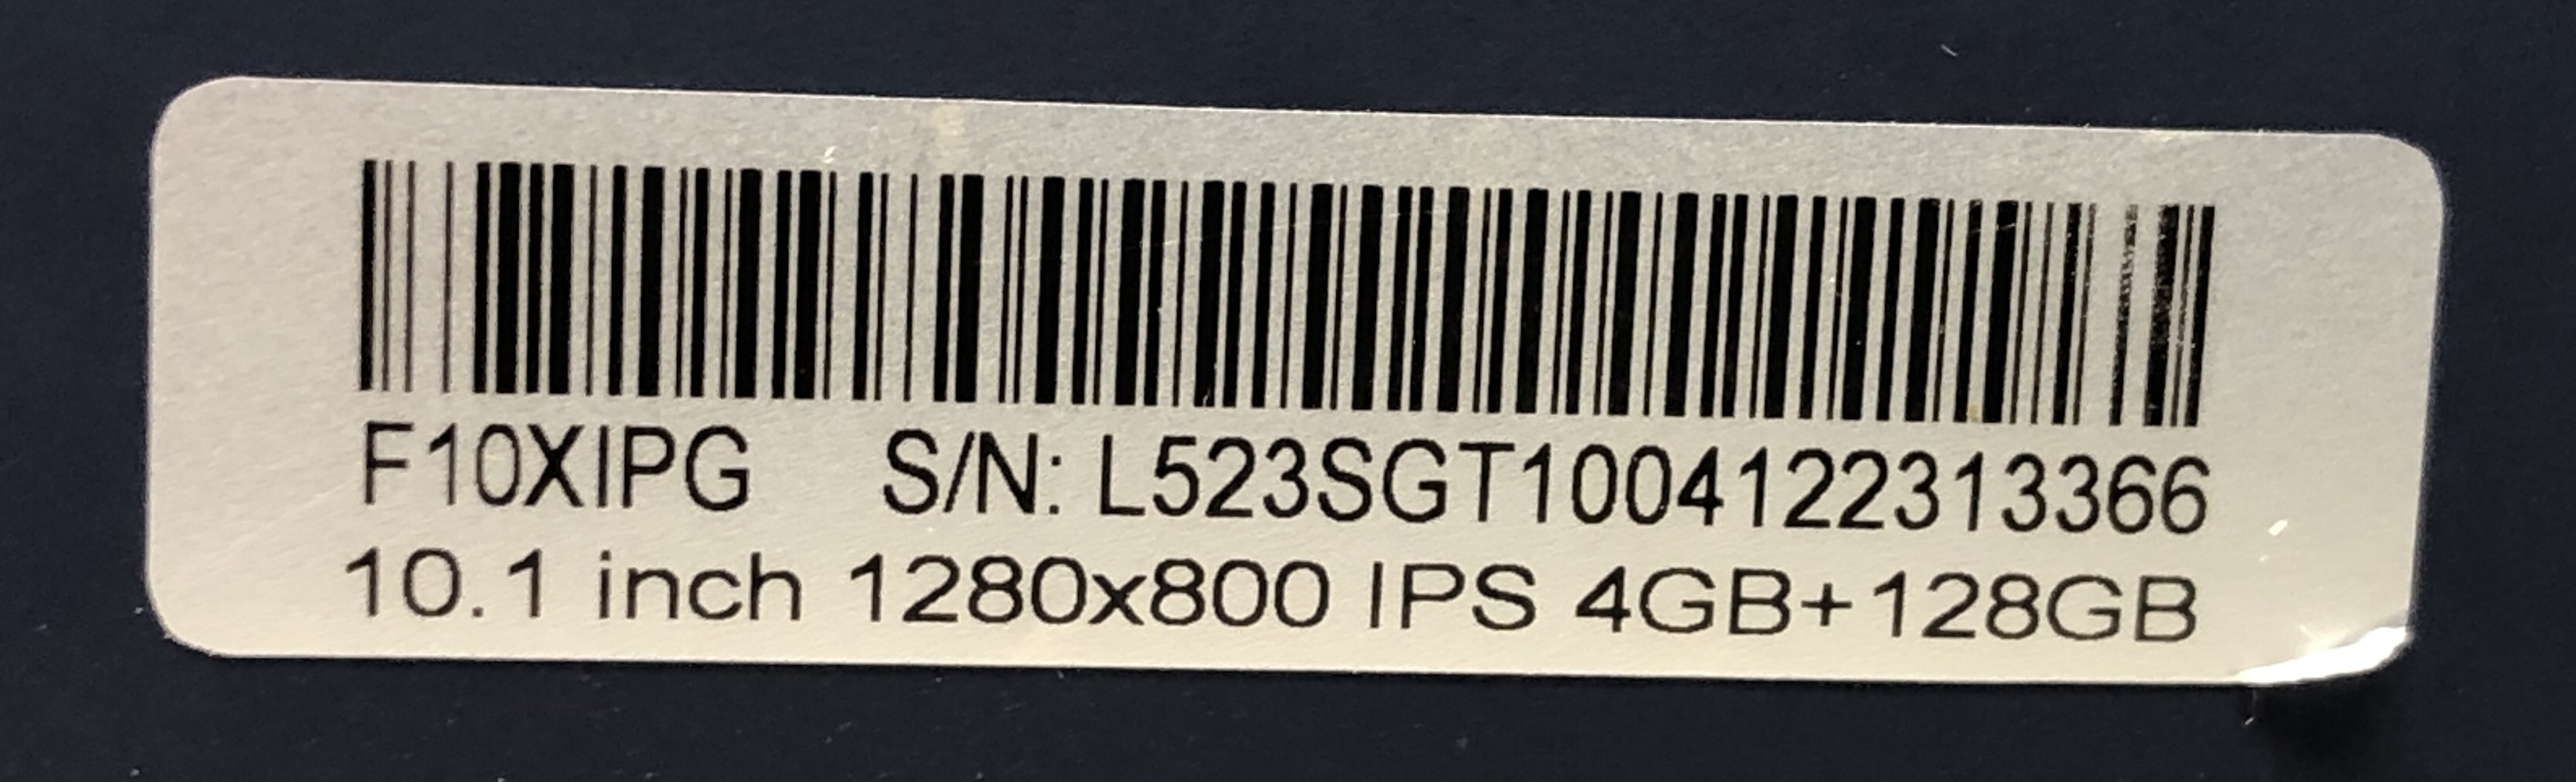 F10XIPG S/N: L523SGT1004122313366
10.1 inch 1280x800 IPS 4GB+128GB